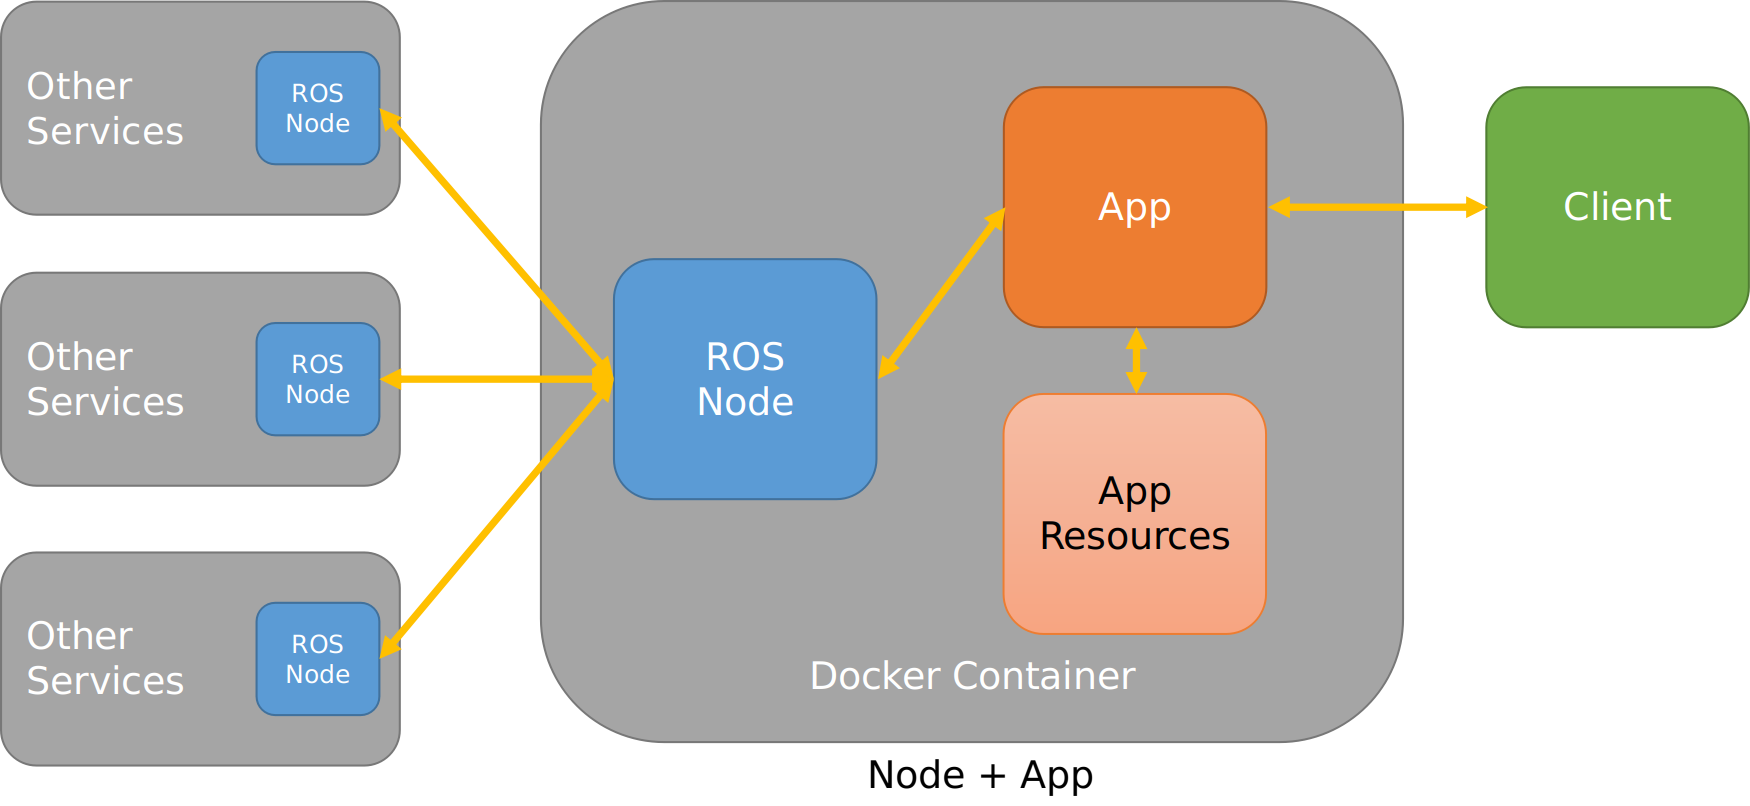 Other
Services
ROS
Node
Other
Services
ROS
Node
Other
Services
ROS
Node
ROS
Node
App
App
Resources
Docker Container
Client
Node + App